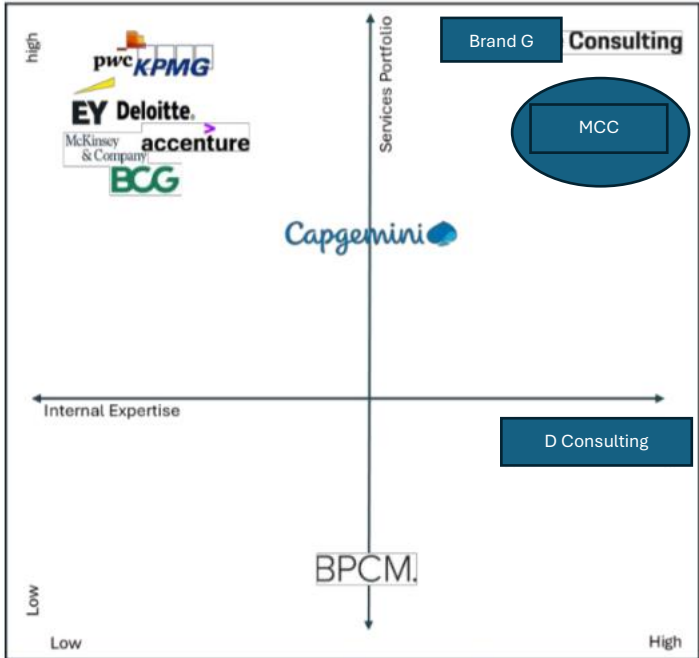 high
Services Portfolio
Brand G
Consulting
pwc
KPMG
MCC
EY
Deloitte.
McKinsey
& Company
accenture
BCG
Capgemini
Internal Expertise
D Consulting
BPCM.
Low
Low
High